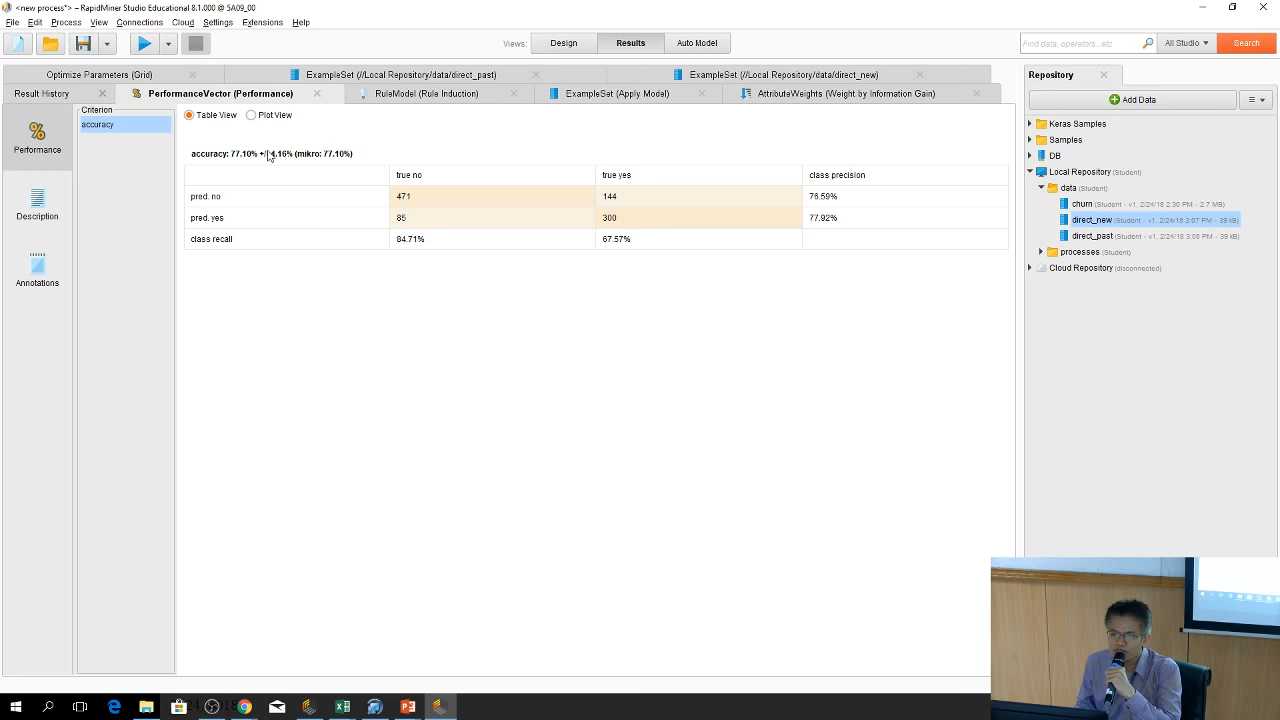 <new process*> – RapidMiner Studio Educational 8.1.000 @ 5A09_00
File Edit Process View Connections Cloud Settings Extensions Help
Views: Design Results Auto Model
Find data, operators...etc All Studio Search
Optimize Parameters (Grid) ExampleSet (//Local Repository/data/direct_past) ExampleSet (//Local Repository/data/direct_new)
Result History PerformanceVector (Performance) RuleModel (Rule Induction) ExampleSet (Apply Model) AttributeWeights (Weight by Information Gain)
Performance
Description
Annotations
Criterion
accuracy
Table View Plot View
accuracy: 77.10% +/- 4.16% (mikro: 77.10%)
true no true yes class precision
pred. no 471 144 76.59%
pred. yes 85 300 77.92%
class recall 84.71% 67.57%
Repository
Add Data
Keras Samples
Samples
DB
Local Repository (Student)
data (Student)
churn (Student - v1, 2/24/18 2:30 PM - 2.7 MB)
direct_new (Student - v1, 2/24/18 3:07 PM - 39 kB)
direct_past (Student - v1, 2/24/18 3:08 PM - 39 kB)
processes (Student)
Cloud Repository (disconnected)